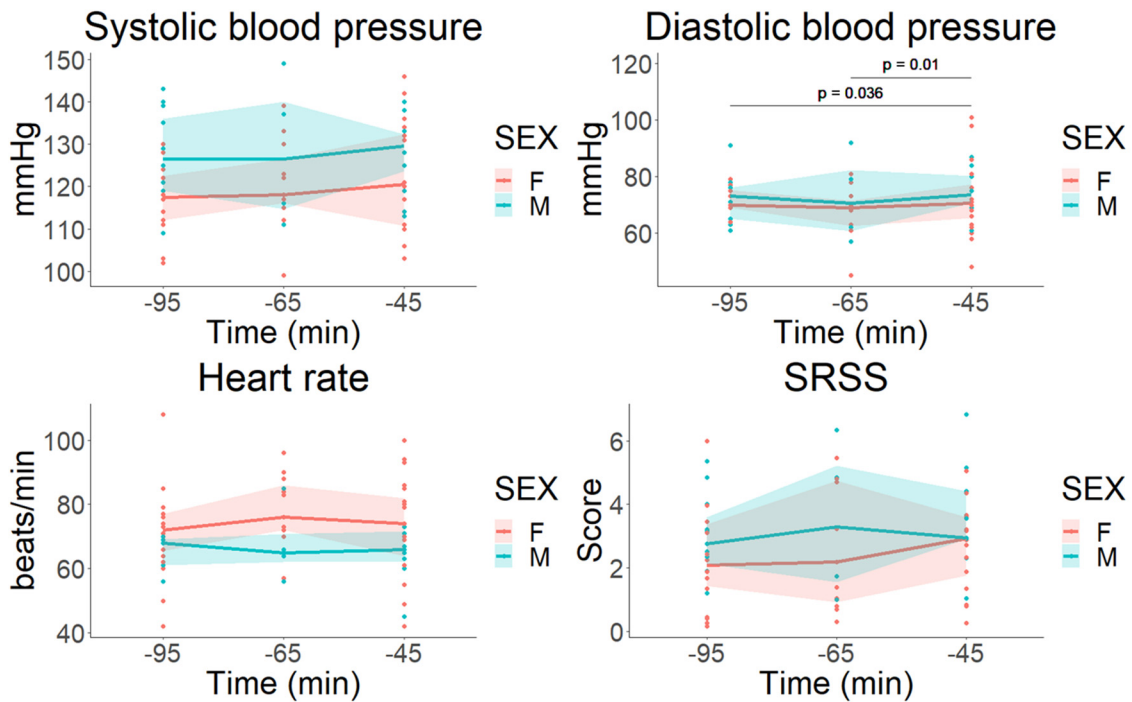 Systolic blood pressure
mmHg
150
140
130
120
110
100
-95 -65 -45
Time (min)
SEX
F
M
Diastolic blood pressure
mmHg
120
100
80
60
p = 0.01
p = 0.036
-95 -65 -45
Time (min)
SEX
F
M
Heart rate
beats/min
100
80
60
40
-95 -65 -45
Time (min)
SEX
F
M
SRSS
Score
6
4
2
0
-95 -65 -45
Time (min)
SEX
F
M